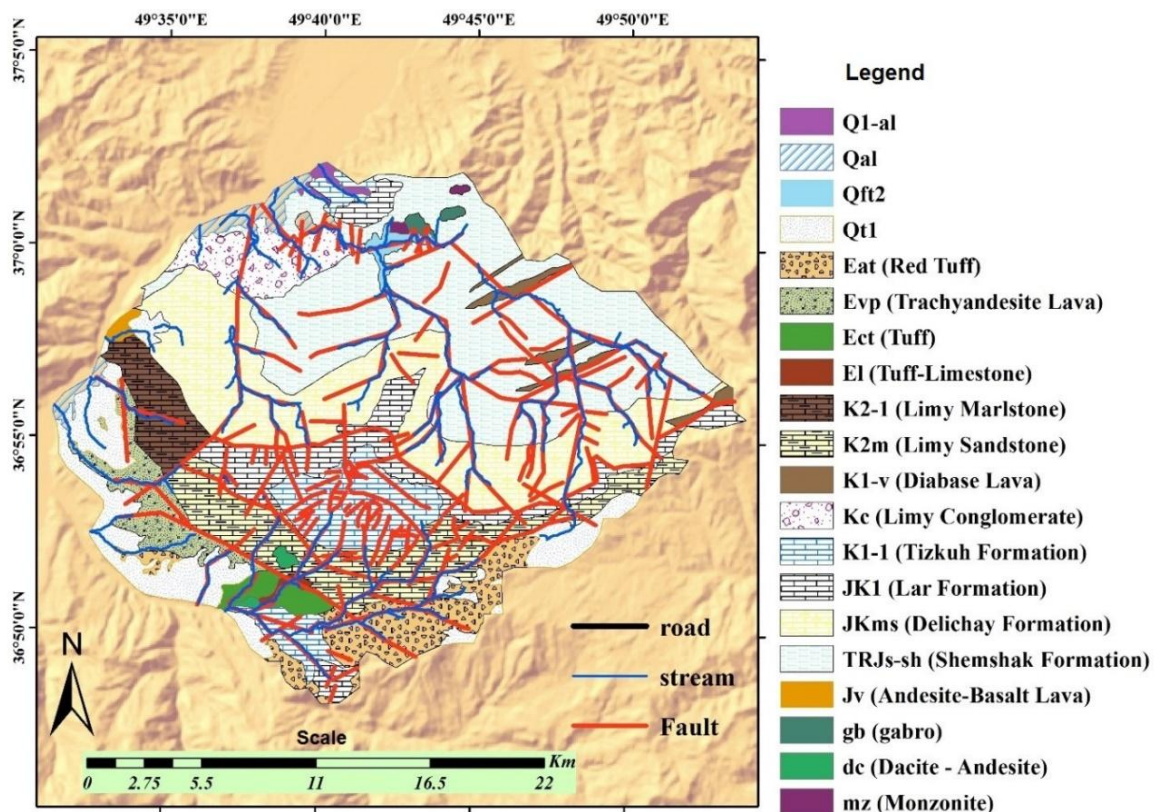 49°35'0"E 49°40'0"E 49°45'0"E 49°50'0"E
37°5'0"N
37°0'0"N
36°55'0"N
36°50'0"N
N
road
stream
Fault
Scale
Km
0 2.75 5.5 11 16.5 22
Legend
Q1-al
Qal
Qft2
Qt1
Eat (Red Tuff)
Evp (Trachyandesite Lava)
Ect (Tuff)
El (Tuff-Limestone)
K2-1 (Limy Marlstone)
K2m (Limy Sandstone)
K1-v (Diabase Lava)
Kc (Limy Conglomerate)
K1-1 (Tizkuh Formation)
JK1 (Lar Formation)
JKms (Delichay Formation)
TRJs-sh (Shemshak Formation)
Jv (Andesite-Basalt Lava)
gb (gabro)
dc (Dacite - Andesite)
mz (Monzonite)